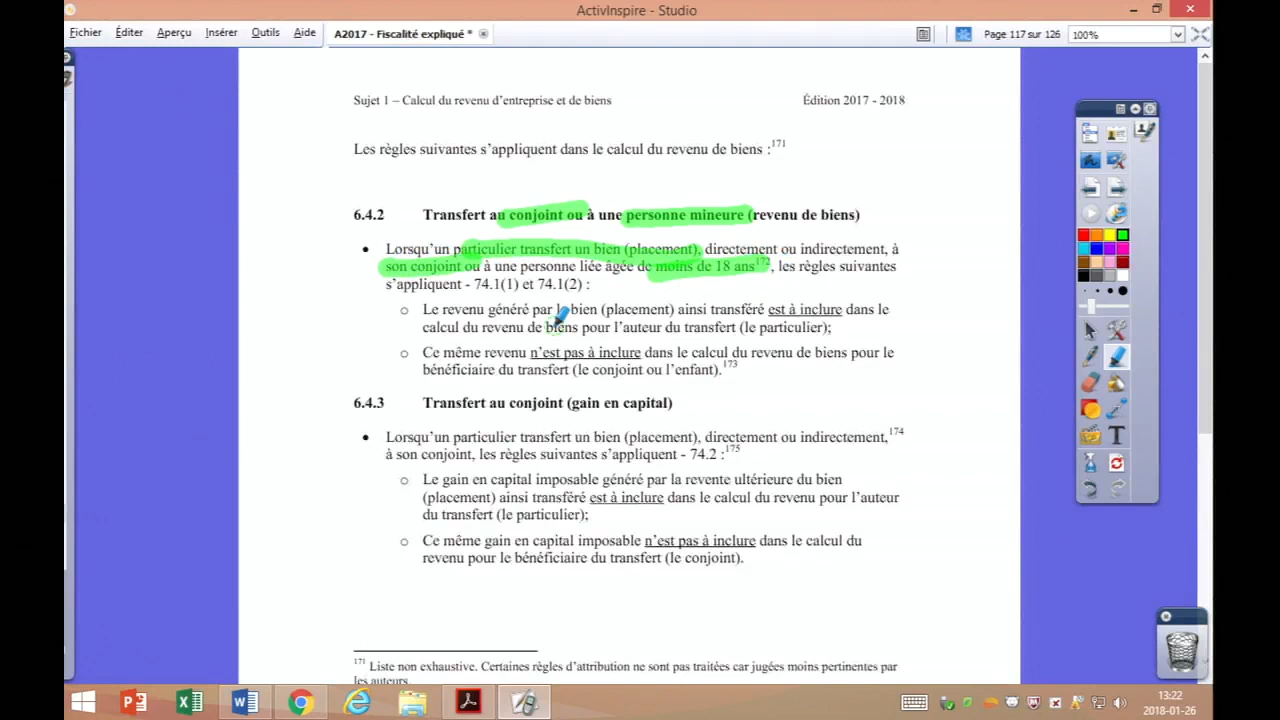 ActivInspire - Studio
Fichier Éditer Aperçu Insérer Outils Aide A2017 - Fiscalité expliqué * Page 117 sur 126 100%
Sujet 1 – Calcul du revenu d’entreprise et de biens Édition 2017 - 2018
Les règles suivantes s’appliquent dans le calcul du revenu de biens :171
6.4.2 Transfert au conjoint ou à une personne mineure (revenu de biens)
• Lorsqu’un particulier transfert un bien (placement), directement ou indirectement, à
son conjoint ou à une personne liée âgée de moins de 18 ans172, les règles suivantes
s’appliquent - 74.1(1) et 74.1(2) :
o Le revenu généré par le bien (placement) ainsi transféré est à inclure dans le
calcul du revenu de biens pour l’auteur du transfert (le particulier);
o Ce même revenu n’est pas à inclure dans le calcul du revenu de biens pour le
bénéficiaire du transfert (le conjoint ou l’enfant).173
6.4.3 Transfert au conjoint (gain en capital)
• Lorsqu’un particulier transfert un bien (placement), directement ou indirectement,174
à son conjoint, les règles suivantes s’appliquent - 74.2 :175
o Le gain en capital imposable généré par la revente ultérieure du bien
(placement) ainsi transféré est à inclure dans le calcul du revenu pour l’auteur
du transfert (le particulier);
o Ce même gain en capital imposable n’est pas à inclure dans le calcul du
revenu pour le bénéficiaire du transfert (le conjoint).
171 Liste non exhaustive. Certaines règles d’attribution ne sont pas traitées car jugées moins pertinentes par
les auteurs.
13:22
2018-01-26